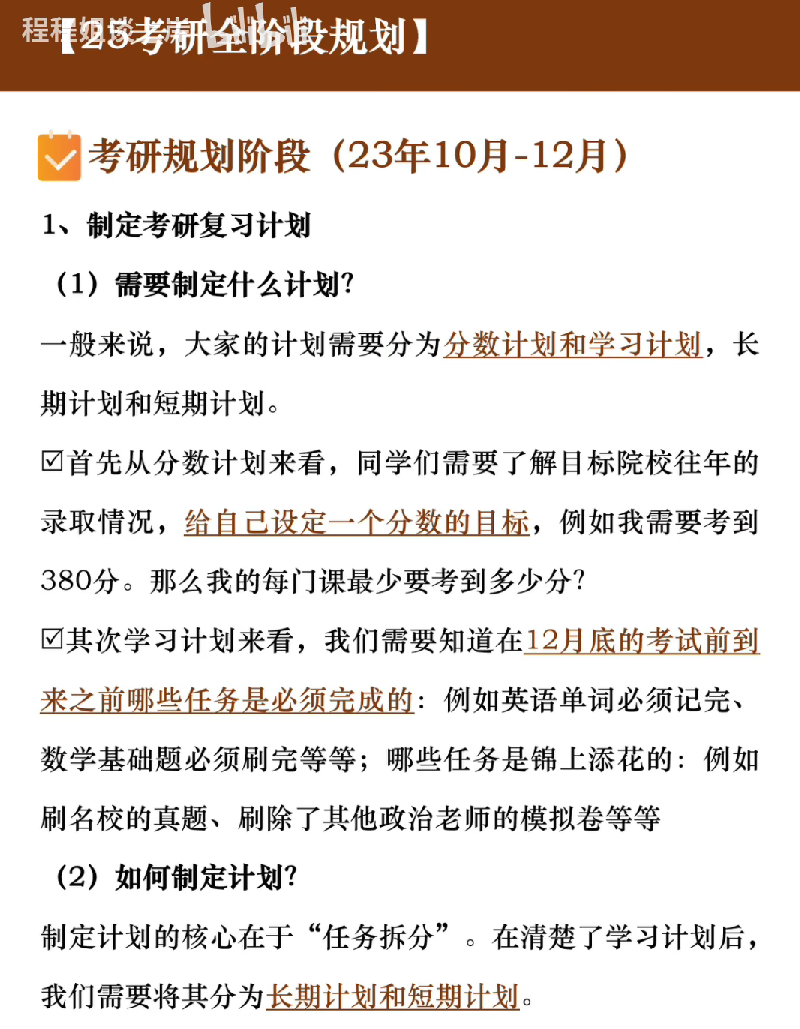 程程姐谈考研
【25考研全阶段规划】
考研规划阶段（23年10月-12月）
1、制定考研复习计划
（1）需要制定什么计划？
一般来说，大家的计划需要分为分数计划和学习计划，长
期计划和短期计划。
☑首先从分数计划来看，同学们需要了解目标院校往年的
录取情况，给自己设定一个分数的目标，例如我需要考到
380分。那么我的每门课最少要考到多少分？
☑其次学习计划来看，我们需要知道在12月底的考试前到
来之前哪些任务是必须完成的：例如英语单词必须记完、
数学基础题必须刷完等等；哪些任务是锦上添花的：例如
刷名校的真题、刷除了其他政治老师的模拟卷等等
（2）如何制定计划？
制定计划的核心在于“任务拆分”。在清楚了学习计划后，
我们需要将其分为长期计划和短期计划。